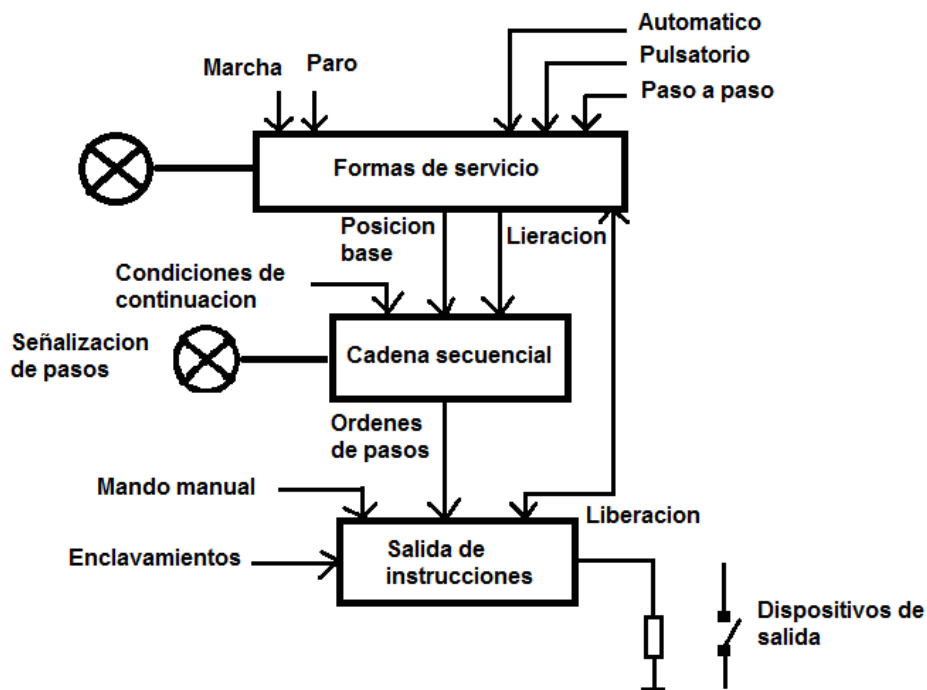 Automatico
Pulsatorio
Paso a paso
Marcha
Paro
Formas de servicio
Posicion
base
Lieracion
Condiciones de
continuacion
Señalizacion
de pasos
Cadena secuencial
Ordenes
de pasos
Mando manual
Liberacion
Enclavamientos
Salida de
instrucciones
Dispositivos de
salida